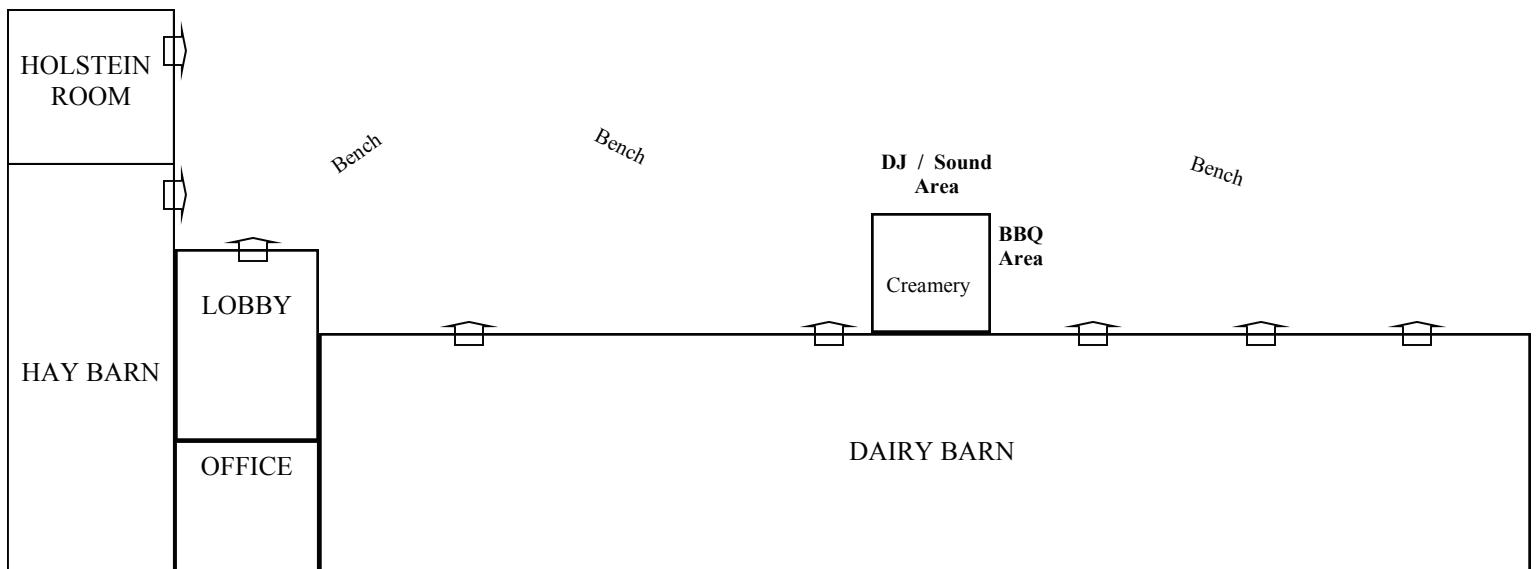 HOLSTEIN
ROOM
Bench
Bench
DJ / Sound
Area
Bench
BBQ
Area
Creamery
LOBBY
HAY BARN
DAIRY BARN
OFFICE